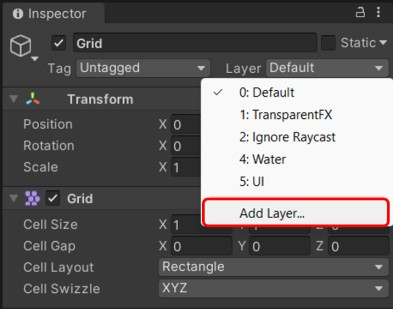 Inspector
Grid
Static
Tag Untagged Layer Default
0: Default
1: TransparentFX
2: Ignore Raycast
4: Water
5: UI
Add Layer...
Transform
Position X 0
Rotation X 0
Scale X 1
Grid
Cell Size X 1
Cell Gap X 0 Y 0 Z 0
Cell Layout Rectangle
Cell Swizzle XYZ